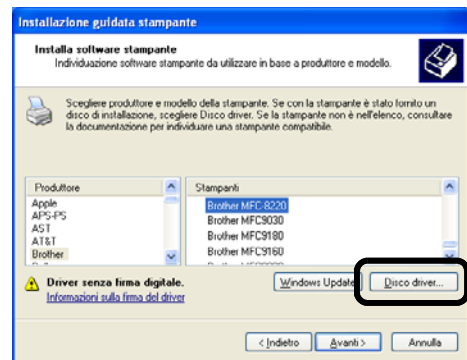 Installazione guidata stampante
Installa software stampante
Individuazione software stampante da utilizzare in base a produttore e modello.
Scegliere produttore e modello della stampante. Se con la stampante è stato fornito un
disco di installazione, scegliere Disco driver. Se la stampante non è nell'elenco, consultare
la documentazione per individuare una stampante compatibile.
Produttore
Apple
APS-PS
AST
AT&T
Brother
Stampanti
Brother MFC-8220
Brother MFC9030
Brother MFC9180
Brother MFC9160
Driver senza firma digitale.
Informazioni sulla firma del driver
Windows Update
Disco driver...
< Indietro
Avanti >
Annulla